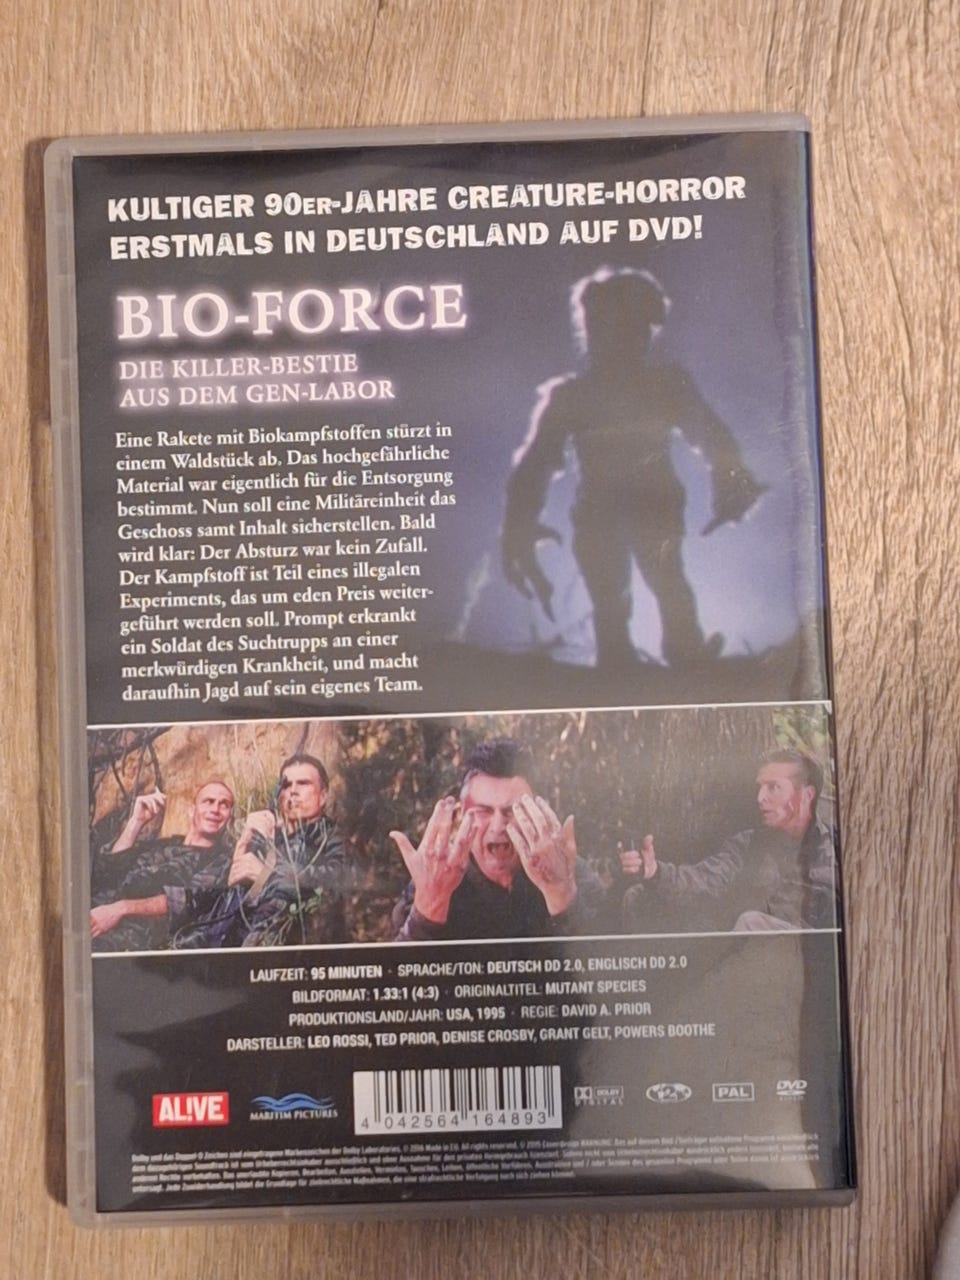 KULTIGER 90ER-JAHRE CREATURE-HORROR
ERSTMALS IN DEUTSCHLAND AUF DVD!
BIO-FORCE
DIE KILLER-BESTIE
AUS DEM GEN-LABOR
Eine Rakete mit Biokampfstoffen stürzt in
einem Waldstück ab. Das hochgefährliche
Material war eigentlich für die Entsorgung
bestimmt. Nun soll eine Militäreinheit das
Geschoss samt Inhalt sicherstellen. Bald
wird klar: Der Absturz war kein Zufall.
Der Kampfstoff ist Teil eines illegalen
Experiments, das um eden Preis weiter-
geführt werden soll. Prompt erkrankt
ein Soldat des Suchtrupps an einer
merkwürdigen Krankheit, und macht
daraufhin Jagd auf sein eigenes Team.
LAUFZEIT: 95 MINUTEN · SPRACHE/TON: DEUTSCH DD 2.0, ENGLISCH DD 2.0
BILDFORMAT: 1.33:1 (4:3) · ORIGINALTITEL: MUTANT SPECIES
PRODUKTIONSLAND/JAHR: USA, 1995 · REGIE: DAVID A. PRIOR
DARSTELLER: LEO ROSSI, TED PRIOR, DENISE CROSBY, GRANT GELT, POWERS BOOTHE
AL!VE
MARITIM PICTURES
4 042564 164893
DOLBY DIGITAL
PAL
DVD